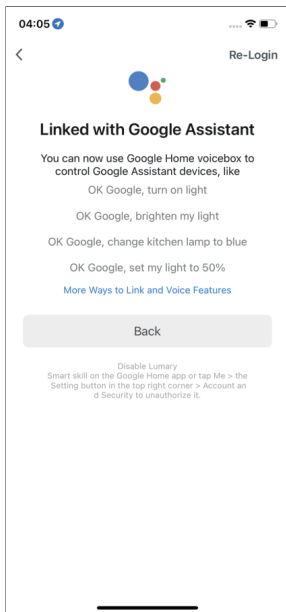 04:05
Re-Login
Linked with Google Assistant
You can now use Google Home voicebox to
control Google Assistant devices, like
OK Google, turn on light
OK Google, brighten my light
OK Google, change kitchen lamp to blue
OK Google, set my light to 50%
More Ways to Link and Voice Features
Back
Disable Lumary
Smart skill on the Google Home app or tap Me > the
Setting button in the top right corner > Account an
d Security to unauthorize it.